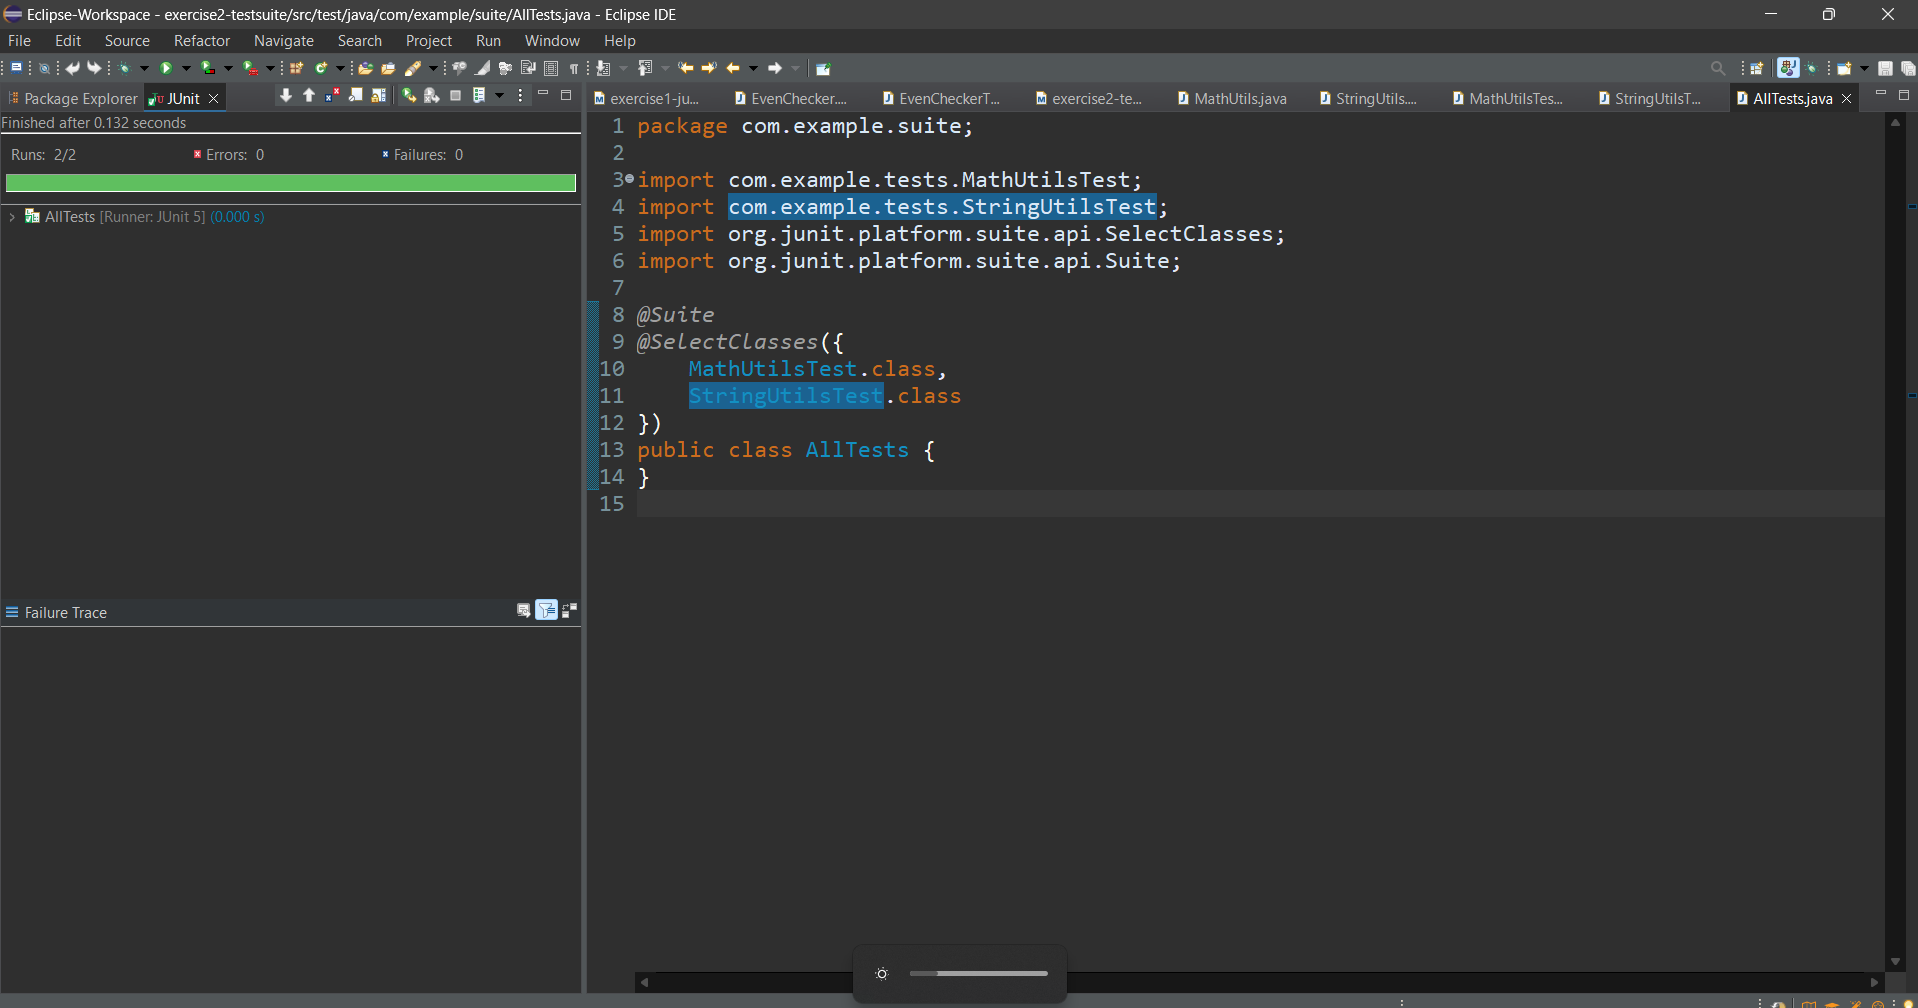 Eclipse-Workspace - exercise2-testsuite/src/test/java/com/example/suite/AllTests.java - Eclipse IDE
File Edit Source Refactor Navigate Search Project Run Window Help
Package Explorer JUnit
exercise1-ju... EvenChecker.... EvenCheckerT... exercise2-te... MathUtils.java StringUtils.... MathUtilsTes... StringUtilsT... AllTests.java
Finished after 0.132 seconds
Runs: 2/2 Errors: 0 Failures: 0
AllTests [Runner: JUnit 5] (0.000 s)
Failure Trace
1 package com.example.suite;
2
3 import com.example.tests.MathUtilsTest;
4 import com.example.tests.StringUtilsTest;
5 import org.junit.platform.suite.api.SelectClasses;
6 import org.junit.platform.suite.api.Suite;
7
8 @Suite
9 @SelectClasses({
10 MathUtilsTest.class,
11 StringUtilsTest.class
12 })
13 public class AllTests {
14 }
15